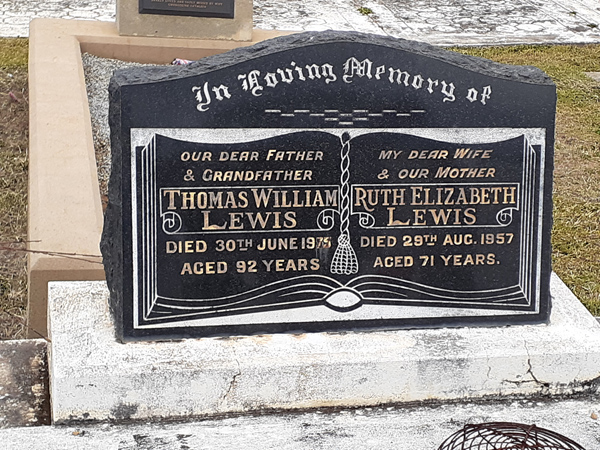 In Loving Memory of
OUR DEAR FATHER
& GRANDFATHER
THOMAS WILLIAM
LEWIS
DIED 30TH JUNE
AGED 92 YEARS
MY DEAR WIFE
& OUR MOTHER
RUTH ELIZABETH
LEWIS
DIED 29TH AUG. 1957
AGED 71 YEARS.